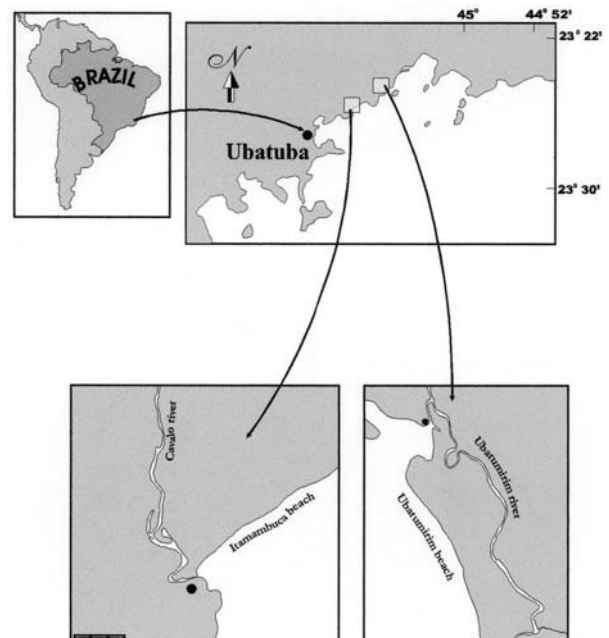 45° 44° 52'
23° 22'
BRAZIL
N
Ubatuba
23° 30'
Cavalo river
Itamambuca beach
Ubatumirim river
Ubatumirim beach